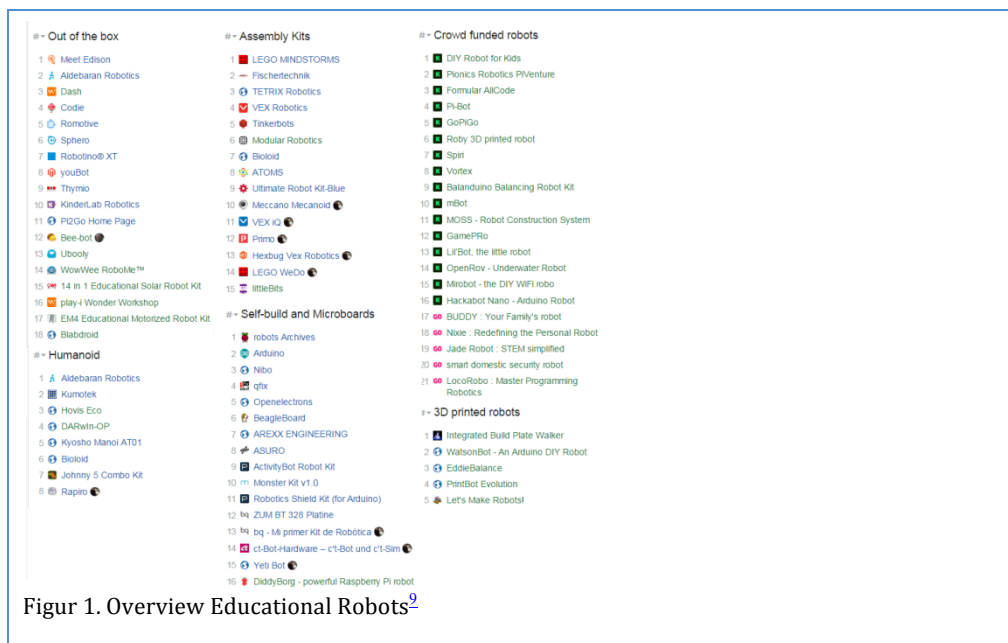 #- Out of the box
1 Meet Edison
2 Aldebaran Robotics
3 Dash
4 Codie
5 Romotive
6 Sphero
7 Robotino® XT
8 youBot
9 Thymio
10 KinderLab Robotics
11 Pi2Go Home Page
12 Bee-bot
13 Ubooly
14 WowWee RoboMe™
15 14 in 1 Educational Solar Robot Kit
16 play-i Wonder Workshop
17 EM4 Educational Motorized Robot Kit
18 Blabdroid
#- Humanoid
1 Aldebaran Robotics
2 Kumotek
3 Hovis Eco
4 DARwIn-OP
5 Kyosho Manoi AT01
6 Bioloid
7 Johnny 5 Combo Kit
8 Rapiro
#- Assembly Kits
1 LEGO MINDSTORMS
2 Fischertechnik
3 TETRIX Robotics
4 VEX Robotics
5 Tinkerbots
6 Modular Robotics
7 Bioloid
8 ATOMS
9 Ultimate Robot Kit-Blue
10 Meccano Mecanoid
11 VEX iQ
12 Primo
13 Hexbug Vex Robotics
14 LEGO WeDo
15 littleBits
#- Self-build and Microboards
1 robots Archives
2 Arduino
3 Nibo
4 qfix
5 Openelectrons
6 BeagleBoard
7 AREXX ENGINEERING
8 ASURO
9 ActivityBot Robot Kit
10 Monster Kit v1.0
11 Robotics Shield Kit (for Arduino)
12 bq ZUM BT 328 Platine
13 bq bq - Mi primer Kit de Robótica
14 ct ct-Bot-Hardware – c't-Bot und c't-Sim
15 Yeti Bot
16 DiddyBorg - powerful Raspberry Pi robot
#- Crowd funded robots
1 K DIY Robot for Kids
2 K Pionics Robotics PiVenture
3 K Formular AllCode
4 K Pi-Bot
5 K GoPiGo
6 K Roby 3D printed robot
7 K Spiri
8 K Vortex
9 K Balanduino Balancing Robot Kit
10 K mBot
11 K MOSS - Robot Construction System
12 K GamePRo
13 K Lil'Bot, the little robot
14 K OpenRov - Underwater Robot
15 K Mirobot - the DIY WiFi robo
16 K Hackabot Nano - Arduino Robot
17 GO BUDDY : Your Family's robot
18 GO Nixie : Redefining the Personal Robot
19 GO Jade Robot : STEM simplified
20 GO smart domestic security robot
21 GO LocoRobo : Master Programming
Robotics
#- 3D printed robots
1 Integrated Build Plate Walker
2 WatsonBot - An Arduino DIY Robot
3 EddieBalance
4 PrintBot Evolution
5 Let's Make Robots!
Figur 1. Overview Educational Robots9